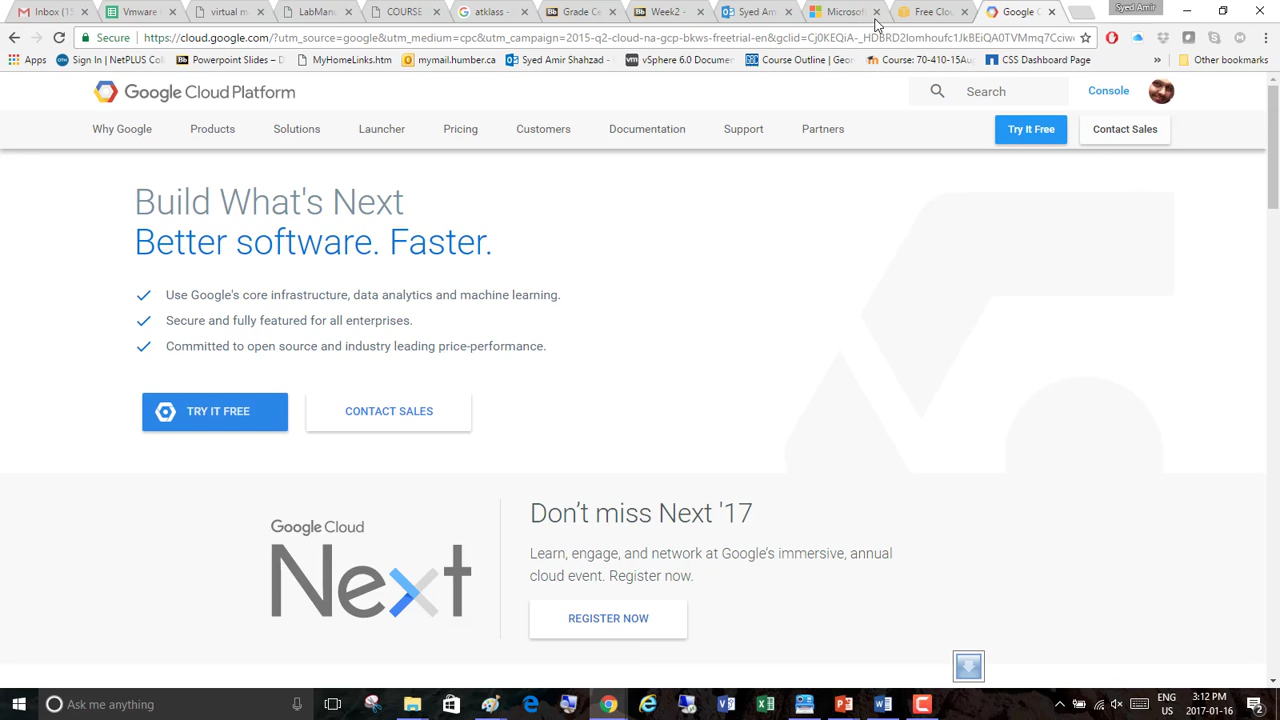 Inbox (15
Vmware
virtual m
LabManu
COURSE
atklass -
Grade Ce
Week2 -
Syed Am
Microsof
Free Clou
Google C
Syed Amir
Secure
https://cloud.google.com/?utm_source=google&utm_medium=cpc&utm_campaign=2015-q2-cloud-na-gcp-bkws-freetrial-en&gclid=Cj0KEQiA-_HDBRD2lomhoufc1JkBEiQA0TVMmq7Cciwe
Apps
Sign In | NetPLUS Col
Powerpoint Slides –
MyHomeLinks.htm
mymail.humber.ca
Syed Amir Shahzad -
vSphere 6.0 Docume
Course Outline | Geor
Course: 70-410-15Aug
CSS Dashboard Page
Other bookmarks
Google Cloud Platform
Search
Console
Why Google
Products
Solutions
Launcher
Pricing
Customers
Documentation
Support
Partners
Try It Free
Contact Sales
Build What's Next
Better software. Faster.
Use Google's core infrastructure, data analytics and machine learning.
Secure and fully featured for all enterprises.
Committed to open source and industry leading price-performance.
TRY IT FREE
CONTACT SALES
Google Cloud
Next
Don’t miss Next '17
Learn, engage, and network at Google’s immersive, annual
cloud event. Register now.
REGISTER NOW
Ask me anything
ENG
US
3:12 PM
2017-01-16